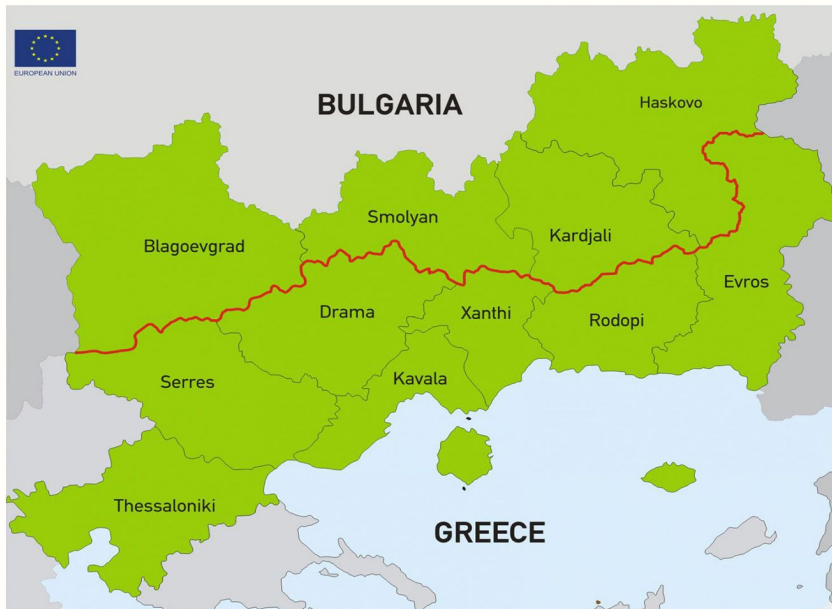 EUROPEAN UNION
BULGARIA
Haskovo
Smolyan
Blagoevgrad
Kardjali
Evros
Drama
Xanthi
Rodopi
Serres
Kavala
Thessaloniki
GREECE